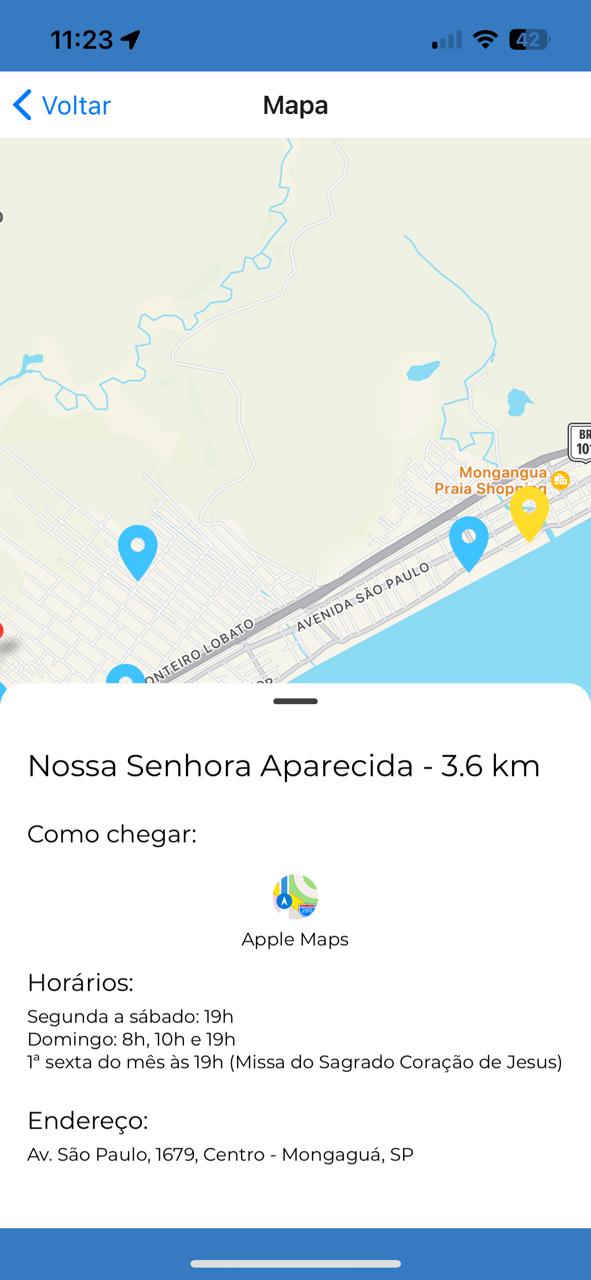 11:23
42
Voltar
Mapa
Mongangua
Praia Shopping
BR
10
ONTEIRO LOBATO
AVENIDA SÃO PAULO
Nossa Senhora Aparecida - 3.6 km
Como chegar:
Apple Maps
Horários:
Segunda a sábado: 19h
Domingo: 8h, 10h e 19h
1ª sexta do mês às 19h (Missa do Sagrado Coração de Jesus)
Endereço:
Av. São Paulo, 1679, Centro - Mongaguá, SP